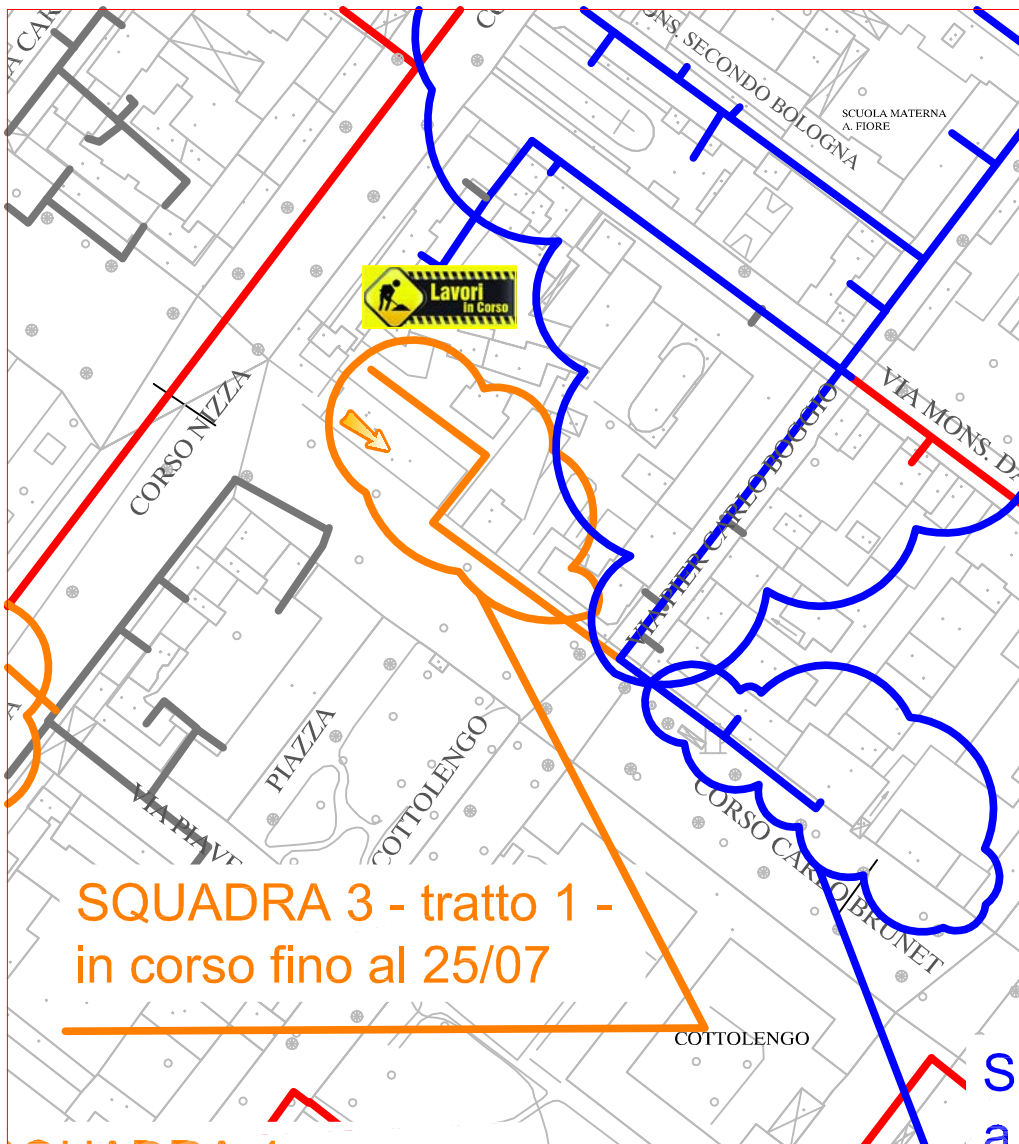 MONS. SECONDO BOLOGNA
SCUOLA MATERNA
A. FIORE
Lavori
in Corso
CORSO NIZZA
VIA MONS. DA
VIA PIER CARLO BOGGIO
PIAZZA
COTTOLENGO
VIA PIAVE
CORSO CARLO BRUNET
SQUADRA 3 - tratto 1 -
in corso fino al 25/07
COTTOLENGO
S
a